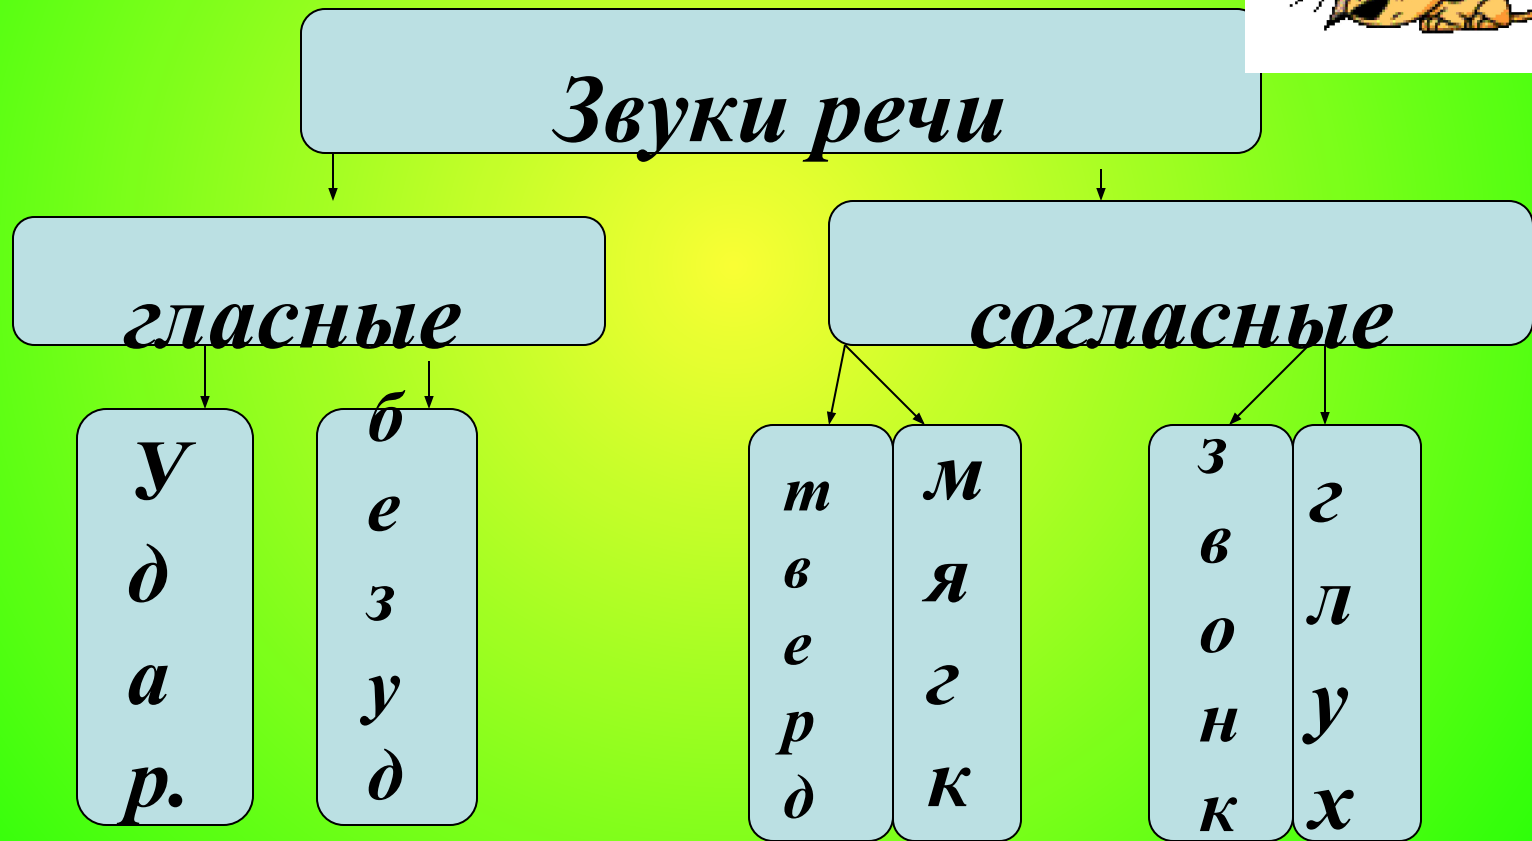 Звуки речи
гласные
согласные
Удар.
безуд
тверд
мягк
звонк
глух